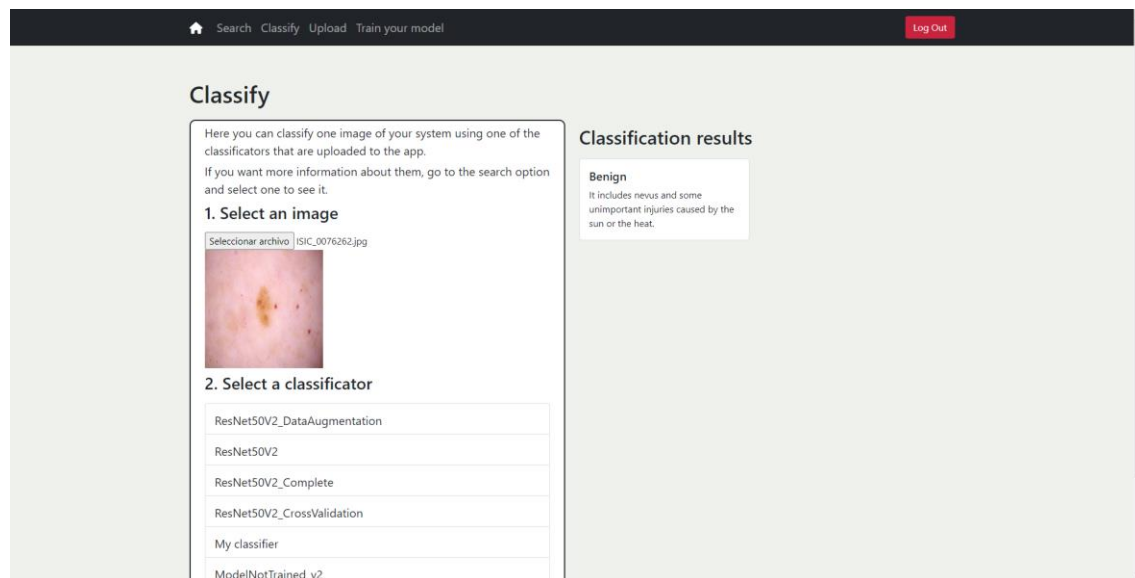 Search Classify Upload Train your model Log Out
Classify
Here you can classify one image of your system using one of the
classificators that are uploaded to the app.
If you want more information about them, go to the search option
and select one to see it.
1. Select an image
Seleccionar archivo ISIC_0076262.jpg
2. Select a classificator
ResNet50V2_DataAugmentation
ResNet50V2
ResNet50V2_Complete
ResNet50V2_CrossValidation
My classifier
ModelNotTrained_v2
Classification results
Benign
It includes nevus and some
unimportant injuries caused by the
sun or the heat.